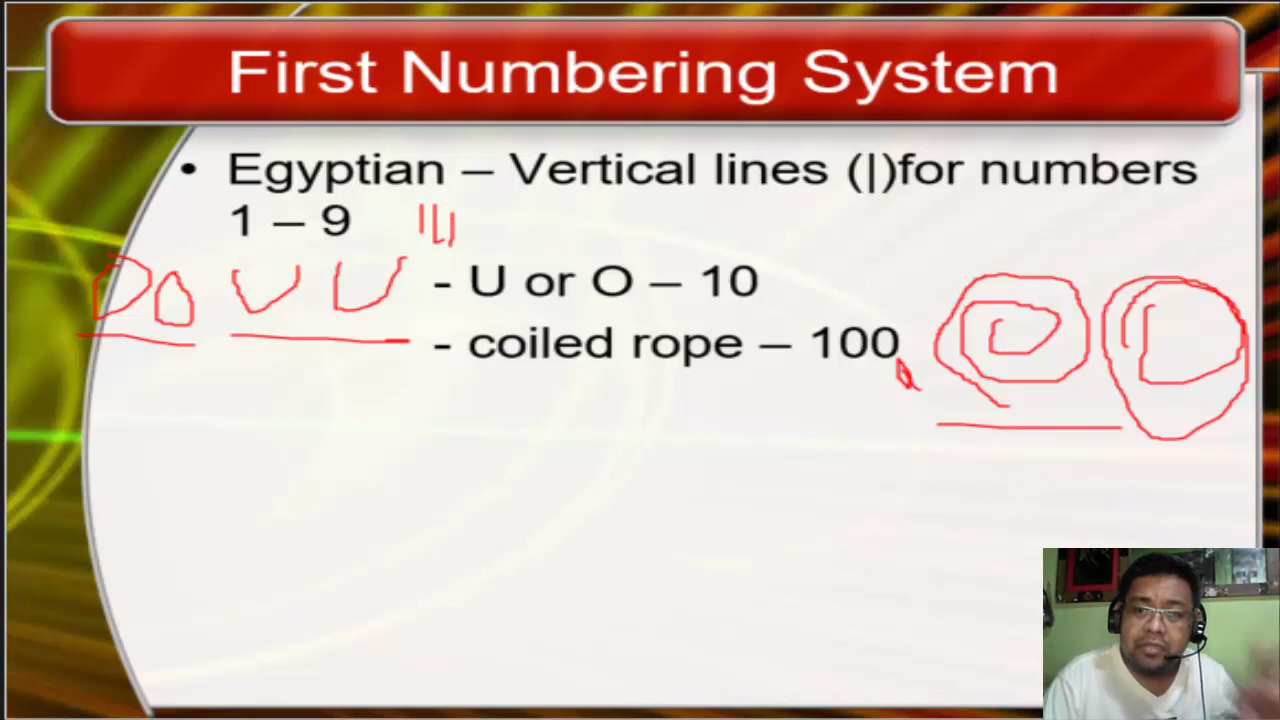 First Numbering System
• Egyptian – Vertical lines (|)for numbers
1 – 9
- U or O – 10
- coiled rope – 100